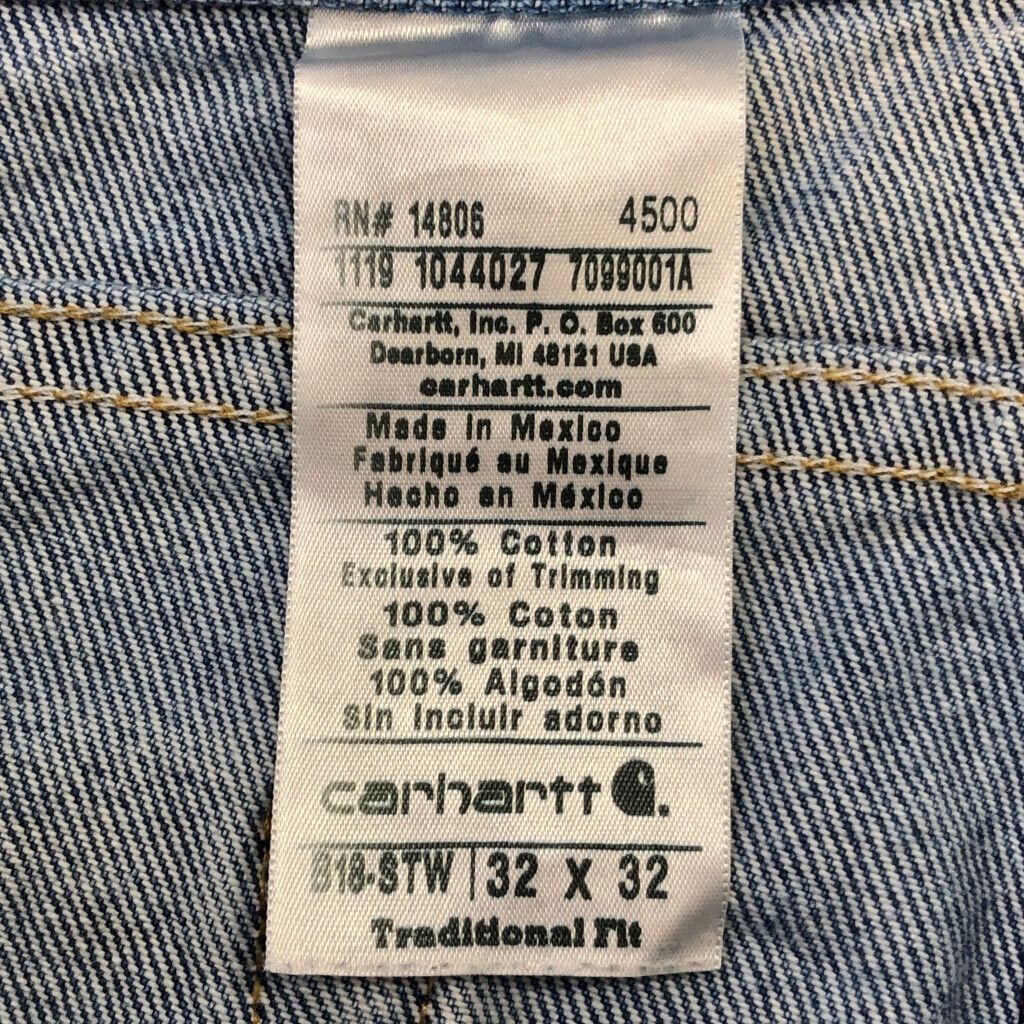 RN# 14806 4500
1119 1044027 7099001A
Carhartt, Inc. P. O. Box 600
Dearborn, MI 48121 USA
carhartt.com
Made in Mexico
Fabriqué au Mexique
Hecho en México
100% Cotton
Exclusive of Trimming
100% Coton
Sans garniture
100% Algodón
Sin incluir adorno
carhartt
B18-STW | 32 X 32
Traditional Fit